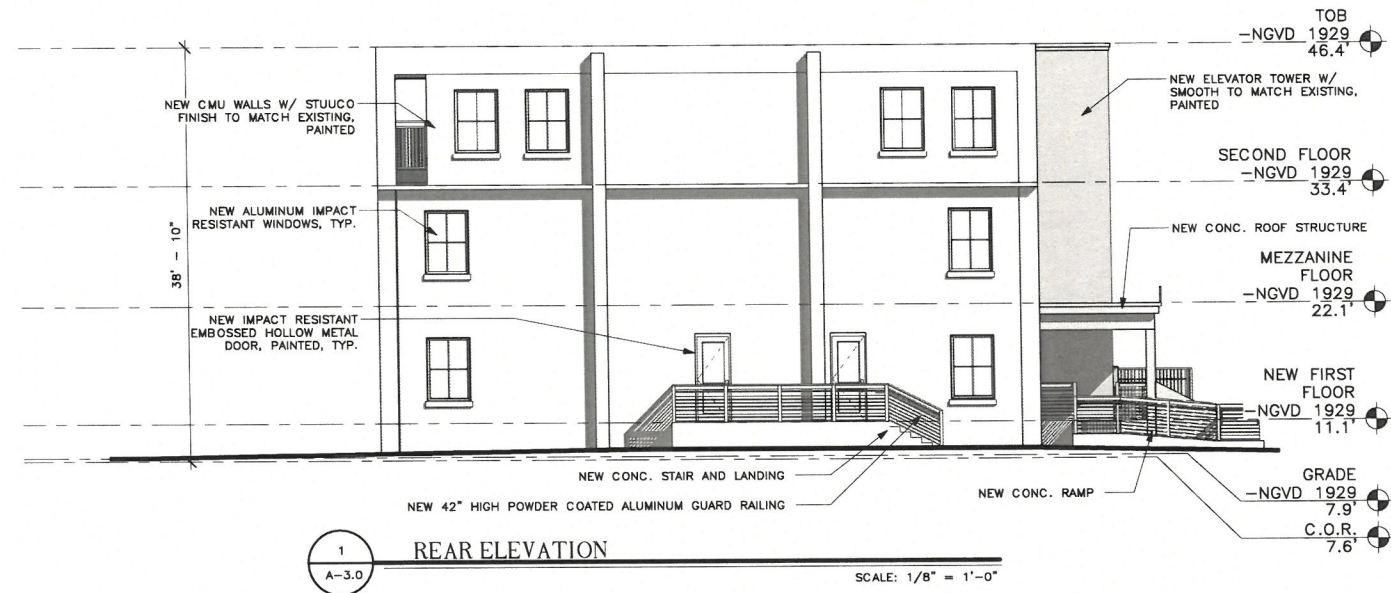 TOB
-NGVD 1929
46.4'
NEW CMU WALLS W/ STUUCO
FINISH TO MATCH EXISTING,
PAINTED
NEW ELEVATOR TOWER W/
SMOOTH TO MATCH EXISTING,
PAINTED
SECOND FLOOR
-NGVD 1929
33.4'
NEW ALUMINUM IMPACT
RESISTANT WINDOWS, TYP.
38' - 10"
NEW CONC. ROOF STRUCTURE
MEZZANINE
FLOOR
-NGVD 1929
22.1'
NEW IMPACT RESISTANT
EMBOSSED HOLLOW METAL
DOOR, PAINTED, TYP.
NEW FIRST
FLOOR
-NGVD 1929
11.1'
NEW CONC. STAIR AND LANDING
NEW 42" HIGH POWDER COATED ALUMINUM GUARD RAILING
NEW CONC. RAMP
GRADE
-NGVD 1929
7.9'
C.O.R.
7.6'
1
A-3.0
REAR ELEVATION
SCALE: 1/8" = 1'-0"